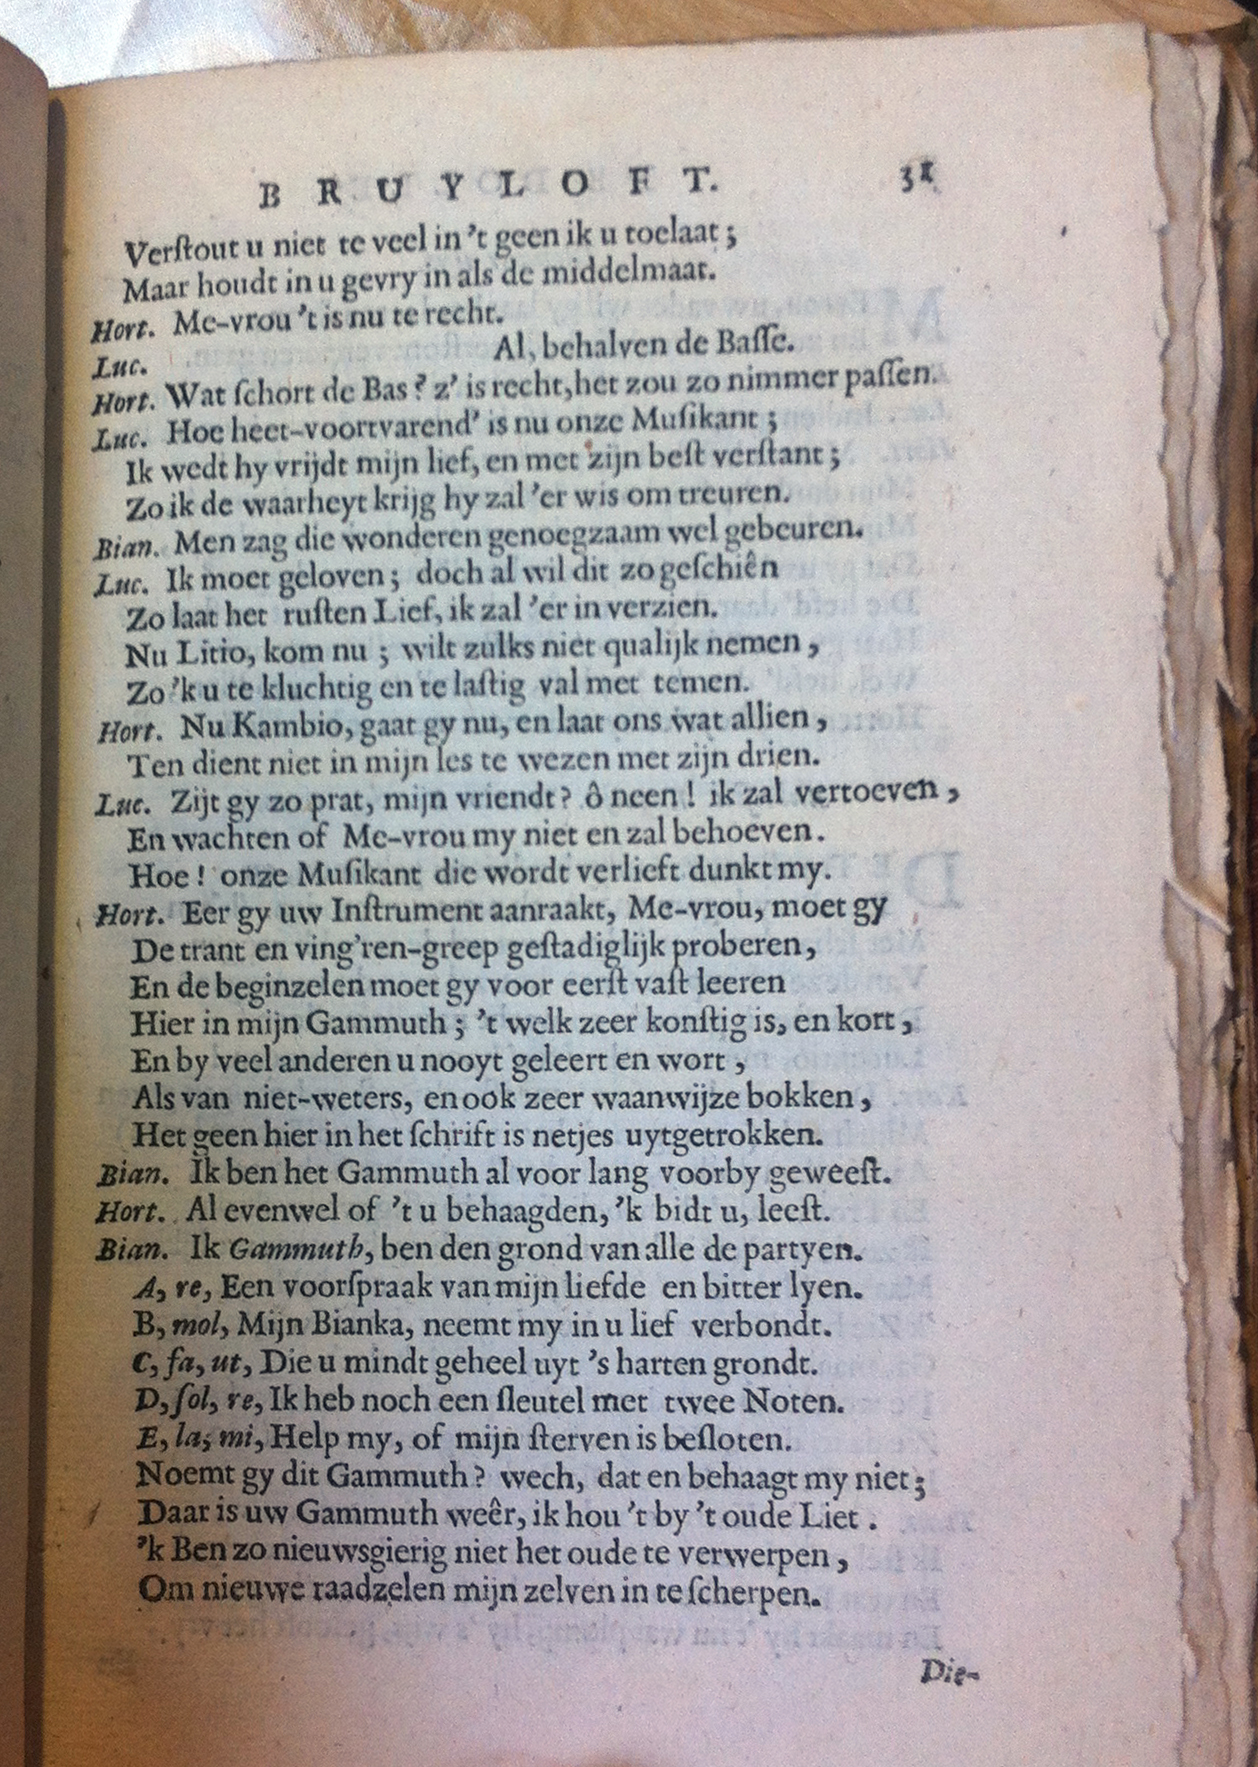 BRUYLOFT. 31
Verſtout u niet te veel in 't geen ik u toelaat;
Maar houdt in u gevry in als de middelmaat.
Hort. Me-vrou 't is nu te recht.
Luc. Al, behalven de Baſſe.
Hort. Wat ſchort de Bas? z' is recht, het zou zo nimmer paſſen.
Luc. Hoe heet-voortvarend' is nu onze Muſikant;
Ik wedt hy vrijdt mijn lief, en met zijn beſt verſtant;
Zo ik de waarheyt krijg hy zal 'er wis om treuren.
Bian. Men zag die wonderen genoegzaam wel gebeuren.
Luc. Ik moet geloven; doch al wil dit zo geſchiên
Zo laat het ruſten Lief, ik zal 'er in verzien.
Nu Litio, kom nu; wilt zulks niet qualijk nemen,
Zo 'k u te kluchtig en te laſtig val met temen.
Hort. Nu Kambio, gaat gy nu, en laat ons wat allien,
Ten dient niet in mijn les te wezen met zijn drien.
Luc. Zijt gy zo prat, mijn vriendt? ô neen! ik zal vertoeven,
En wachten of Me-vrou my niet en zal behoeven.
Hoe! onze Muſikant die wordt verlieft dunkt my.
Hort. Eer gy uw Inſtrument aanraakt, Me-vrou, moet gy
De trant en ving'ren-greep geſtadiglijk proberen,
En de beginzelen moet gy voor eerſt vaſt leeren
Hier in mijn Gammuth; 't welk zeer konſtig is, en kort,
En by veel anderen u nooyt geleert en wort,
Als van niet-weters, en ook zeer waanwijze bokken,
Het geen hier in het ſchrift is netjes uytgetrokken.
Bian. Ik ben het Gammuth al voor lang voorby geweeſt.
Hort. Al evenwel of 't u behaagden, 'k bidt u, leeſt.
Bian. Ik Gammuth, ben den grond van alle de partyen.
A, re, Een voorſpraak van mijn liefde en bitter lyen.
B, mol, Mijn Bianka, neemt my in u lief verbondt.
C, fa, ut, Die u mindt geheel uyt 's harten grondt.
D, ſol, re, Ik heb noch een ſleutel met twee Noten.
E, la, mi, Help my, of mijn ſterven is beſloten.
Noemt gy dit Gammuth? wech, dat en behaagt my niet;
Daar is uw Gammuth weêr, ik hou 't by 't oude Liet.
'k Ben zo nieuwsgierig niet het oude te verwerpen,
Om nieuwe raadzelen mijn zelven in te ſcherpen.
Die-